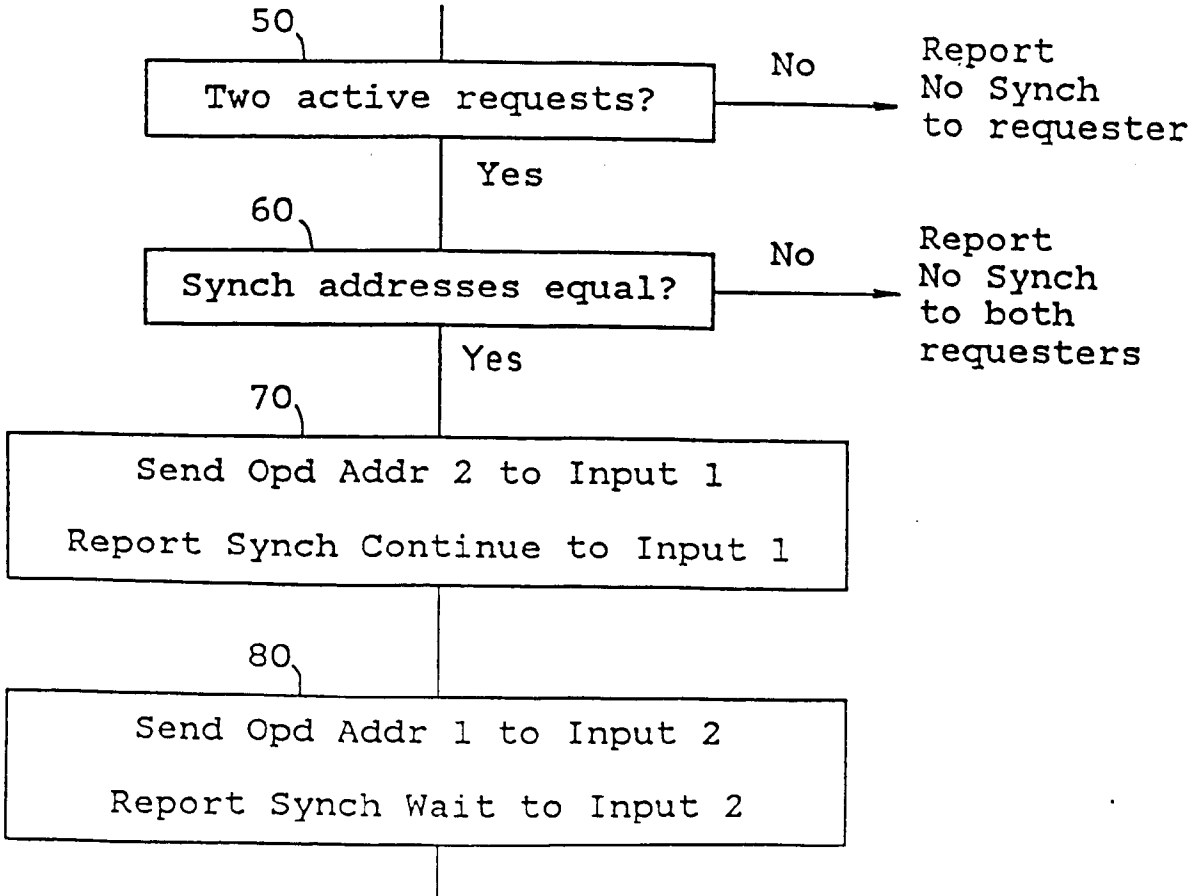 50
Two active requests?
No
Report
No Synch
to requester
Yes
60
Synch addresses equal?
No
Report
No Synch
to both
requesters
Yes
70
Send Opd Addr 2 to Input 1
Report Synch Continue to Input 1
80
Send Opd Addr 1 to Input 2
Report Synch Wait to Input 2